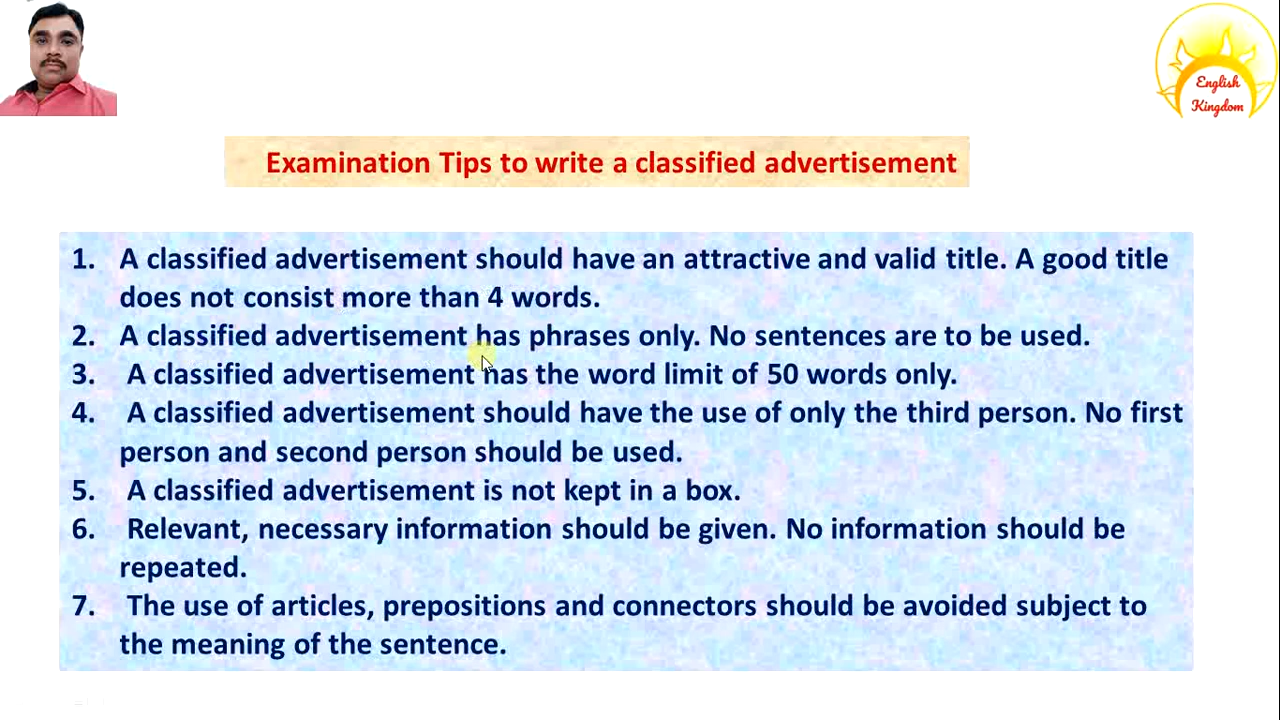 English
Kingdom
Examination Tips to write a classified advertisement
1. A classified advertisement should have an attractive and valid title. A good title
does not consist more than 4 words.
2. A classified advertisement has phrases only. No sentences are to be used.
3. A classified advertisement has the word limit of 50 words only.
4. A classified advertisement should have the use of only the third person. No first
person and second person should be used.
5. A classified advertisement is not kept in a box.
6. Relevant, necessary information should be given. No information should be
repeated.
7. The use of articles, prepositions and connectors should be avoided subject to
the meaning of the sentence.